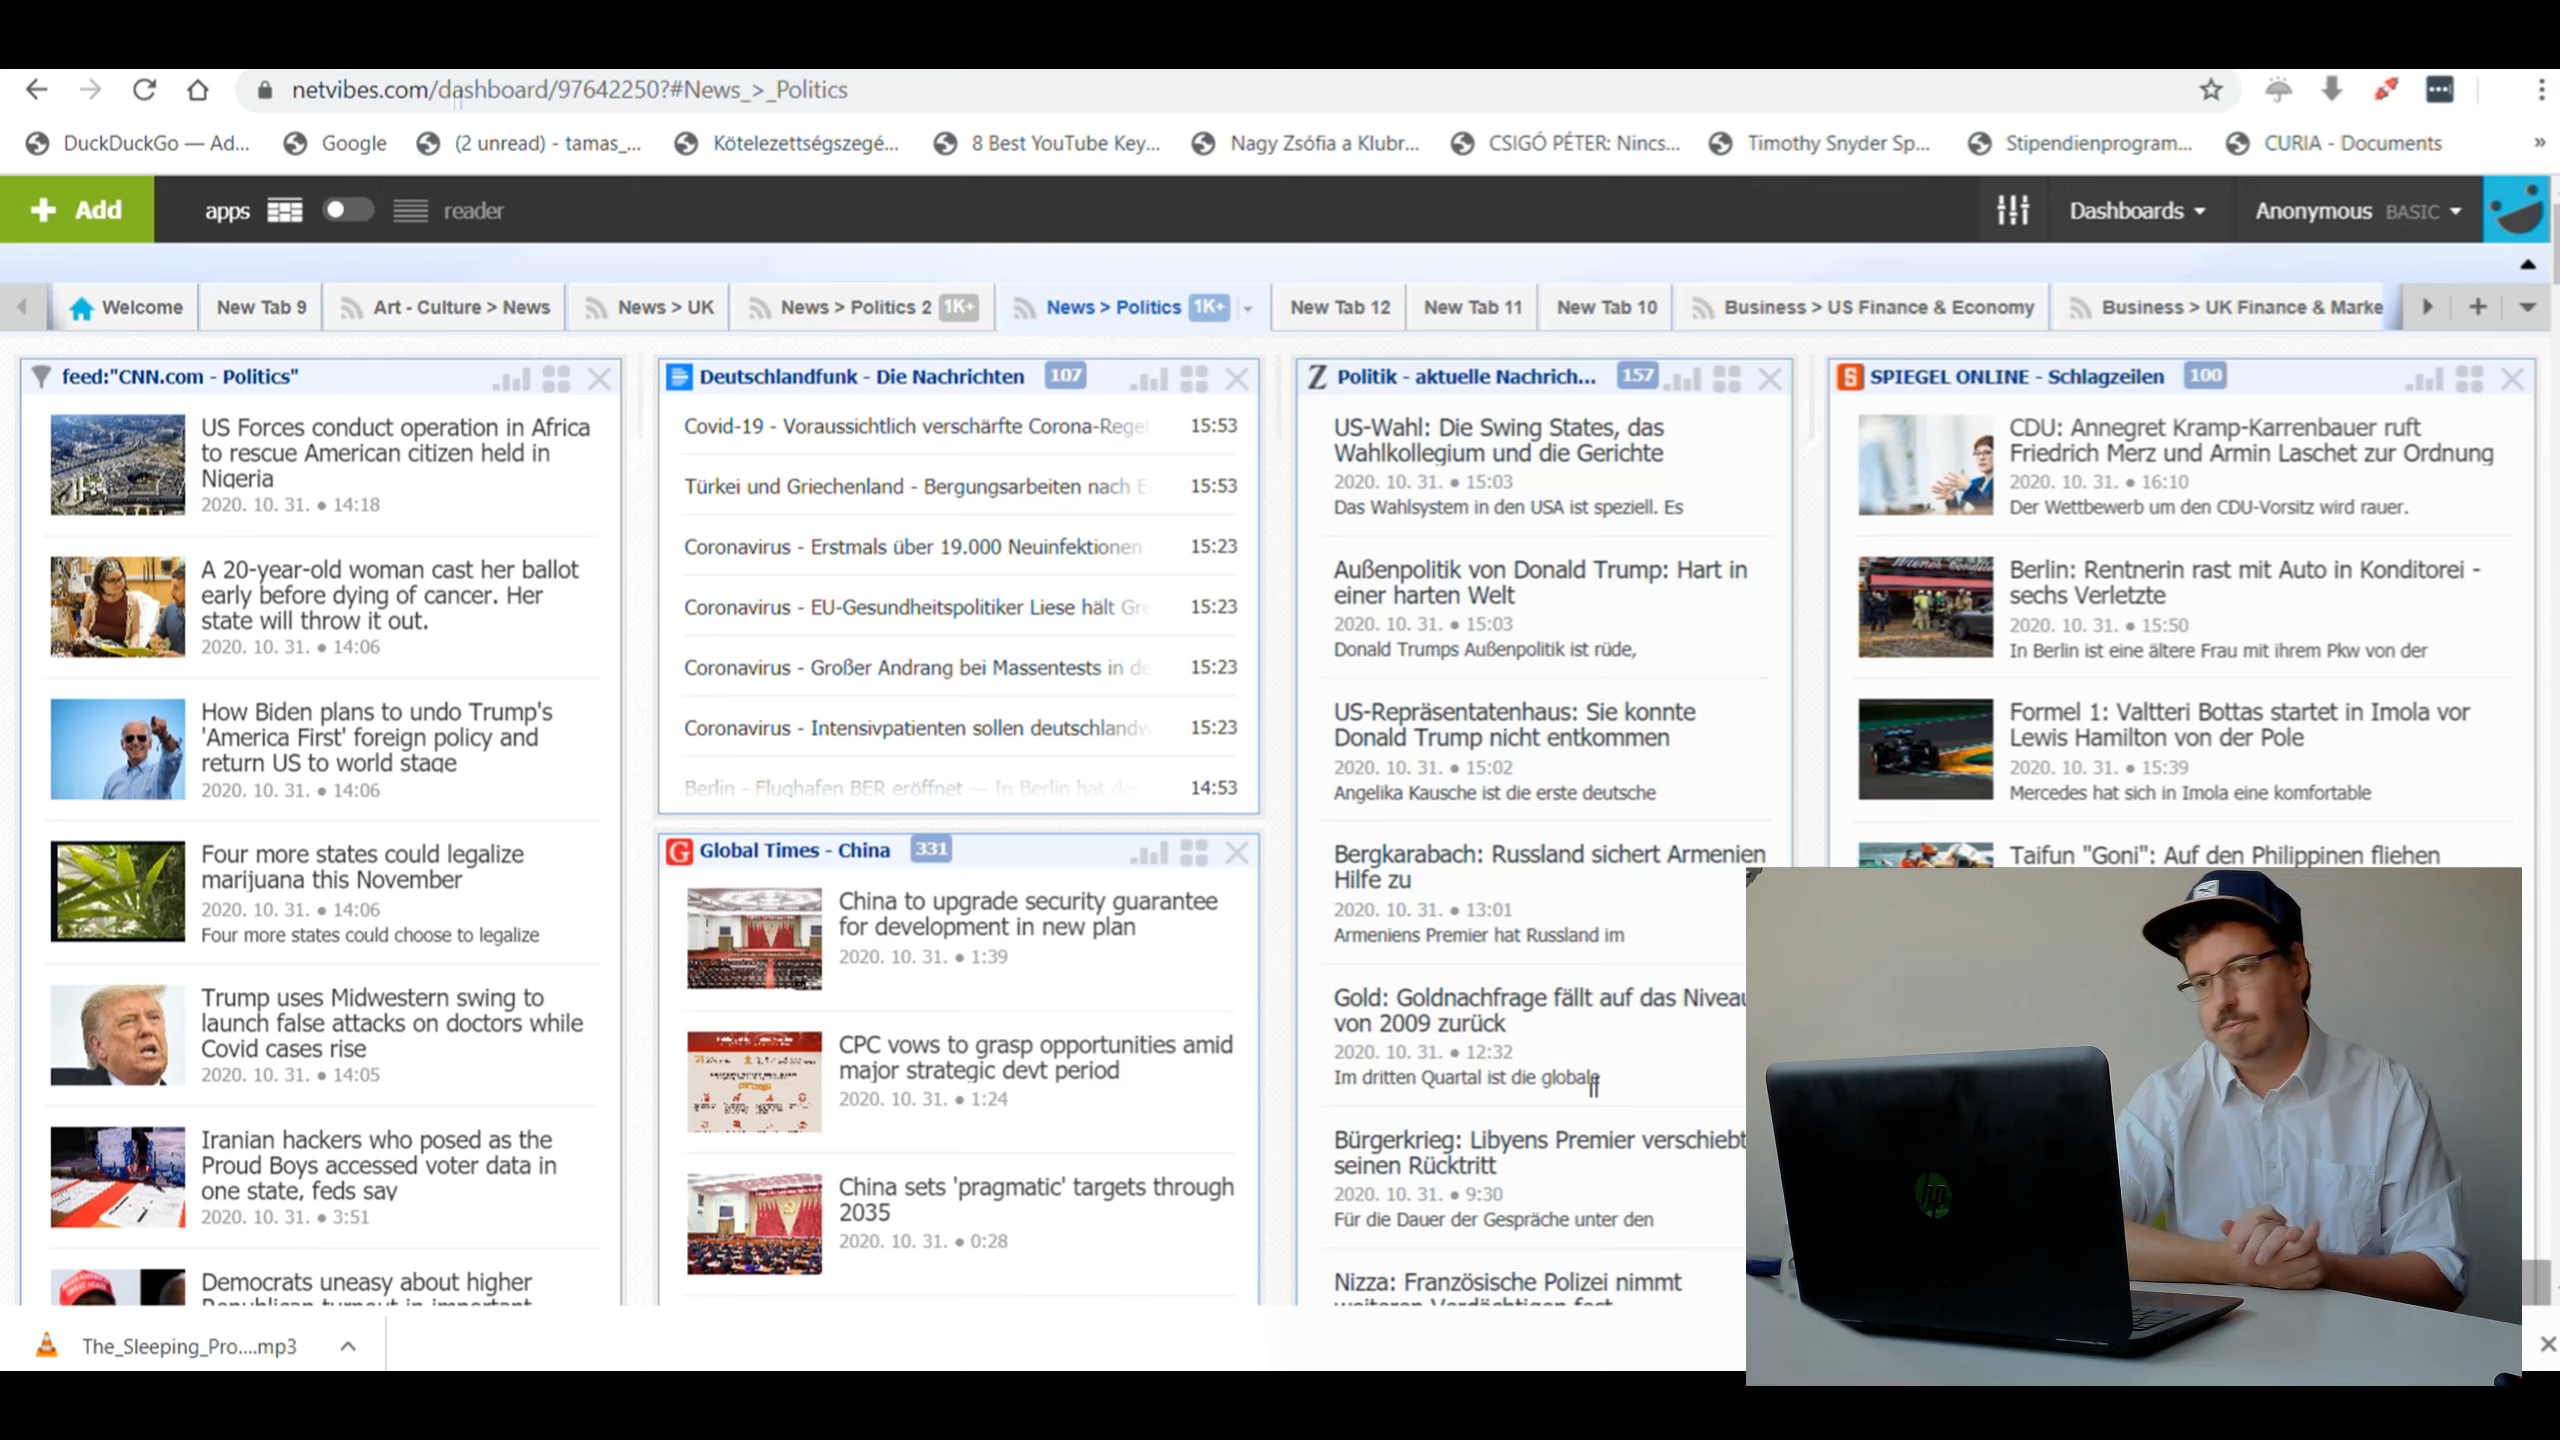 netvibes.com/dashboard/97642250?#News_>_Politics
DuckDuckGo — Ad...
Google
(2 unread) - tamas_...
Kötelezettségszegé...
8 Best YouTube Key...
Nagy Zsófia a Klubr...
CSIGÓ PÉTER: Nincs...
Timothy Snyder Sp...
Stipendienprogram...
CURIA - Documents
»
+ Add
apps
reader
Dashboards
Anonymous BASIC
Welcome
New Tab 9
Art - Culture > News
News > UK
News > Politics 2 1K+
News > Politics 1K+
New Tab 12
New Tab 11
New Tab 10
Business > US Finance & Economy
Business > UK Finance & Marke
feed:"CNN.com - Politics"
US Forces conduct operation in Africa
to rescue American citizen held in
Nigeria
2020. 10. 31. • 14:18
A 20-year-old woman cast her ballot
early before dying of cancer. Her
state will throw it out.
2020. 10. 31. • 14:06
How Biden plans to undo Trump's
'America First' foreign policy and
return US to world stage
2020. 10. 31. • 14:06
Four more states could legalize
marijuana this November
2020. 10. 31. • 14:06
Four more states could choose to legalize
Trump uses Midwestern swing to
launch false attacks on doctors while
Covid cases rise
2020. 10. 31. • 14:05
Iranian hackers who posed as the
Proud Boys accessed voter data in
one state, feds say
2020. 10. 31. • 3:51
Democrats uneasy about higher
Republican turnout in important
Deutschlandfunk - Die Nachrichten 107
Covid-19 - Voraussichtlich verschärfte Corona-Regel 15:53
Türkei und Griechenland - Bergungsarbeiten nach E 15:53
Coronavirus - Erstmals über 19.000 Neuinfektionen 15:23
Coronavirus - EU-Gesundheitspolitiker Liese hält Gre 15:23
Coronavirus - Großer Andrang bei Massentests in de 15:23
Coronavirus - Intensivpatienten sollen deutschlandw 15:23
Berlin - Flughafen BER eröffnet — In Berlin hat de 14:53
G Global Times - China 331
China to upgrade security guarantee
for development in new plan
2020. 10. 31. • 1:39
CPC vows to grasp opportunities amid
major strategic devt period
2020. 10. 31. • 1:24
China sets 'pragmatic' targets through
2035
2020. 10. 31. • 0:28
Z Politik - aktuelle Nachrich... 157
US-Wahl: Die Swing States, das
Wahlkollegium und die Gerichte
2020. 10. 31. • 15:03
Das Wahlsystem in den USA ist speziell. Es
Außenpolitik von Donald Trump: Hart in
einer harten Welt
2020. 10. 31. • 15:03
Donald Trumps Außenpolitik ist rüde,
US-Repräsentatenhaus: Sie konnte
Donald Trump nicht entkommen
2020. 10. 31. • 15:02
Angelika Kausche ist die erste deutsche
Bergkarabach: Russland sichert Armenien
Hilfe zu
2020. 10. 31. • 13:01
Armeniens Premier hat Russland im
Gold: Goldnachfrage fällt auf das Niveau
von 2009 zurück
2020. 10. 31. • 12:32
Im dritten Quartal ist die globale
Bürgerkrieg: Libyens Premier verschiebt
seinen Rücktritt
2020. 10. 31. • 9:30
Für die Dauer der Gespräche unter den
Nizza: Französische Polizei nimmt
weiteren Verdächtigen fest
S SPIEGEL ONLINE - Schlagzeilen 100
CDU: Annegret Kramp-Karrenbauer ruft
Friedrich Merz und Armin Laschet zur Ordnung
2020. 10. 31. • 16:10
Der Wettbewerb um den CDU-Vorsitz wird rauer.
Berlin: Rentnerin rast mit Auto in Konditorei -
sechs Verletzte
2020. 10. 31. • 15:50
In Berlin ist eine ältere Frau mit ihrem Pkw von der
Formel 1: Valtteri Bottas startet in Imola vor
Lewis Hamilton von der Pole
2020. 10. 31. • 15:39
Mercedes hat sich in Imola eine komfortable
Taifun "Goni": Auf den Philippinen fliehen
hp
The_Sleeping_Pro....mp3